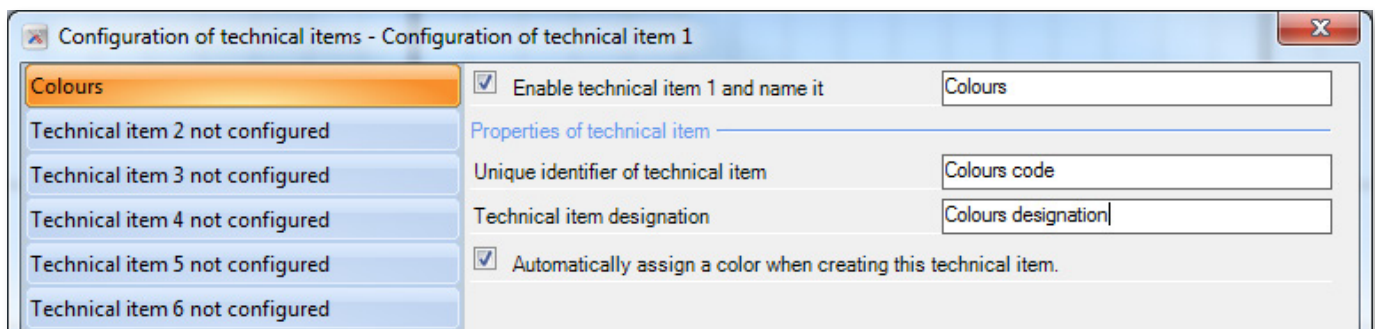 Configuration of technical items - Configuration of technical item 1
Colours
Enable technical item 1 and name it
Colours
Technical item 2 not configured
Properties of technical item
Technical item 3 not configured
Unique identifier of technical item
Colours code
Technical item 4 not configured
Technical item designation
Colours designation
Technical item 5 not configured
Automatically assign a color when creating this technical item.
Technical item 6 not configured